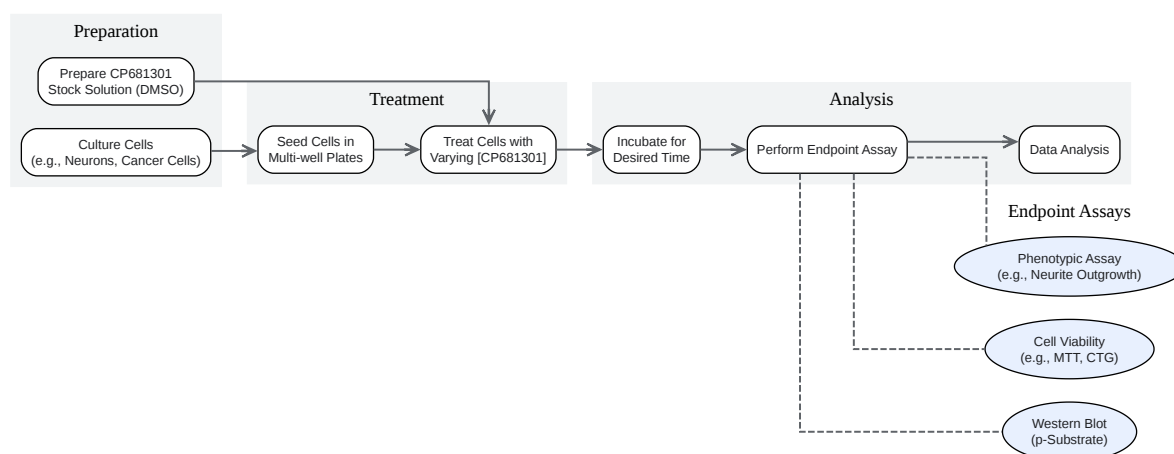 Preparation
Prepare CP681301
Stock Solution (DMSO)
Culture Cells
(e.g., Neurons, Cancer Cells)
Treatment
Seed Cells in
Multi-well Plates
Treat Cells with
Varying [CP681301]
Analysis
Incubate for
Desired Time
Perform Endpoint Assay
Data Analysis
Endpoint Assays
Phenotypic Assay
(e.g., Neurite Outgrowth)
Cell Viability
(e.g., MTT, CTG)
Western Blot
(p-Substrate)